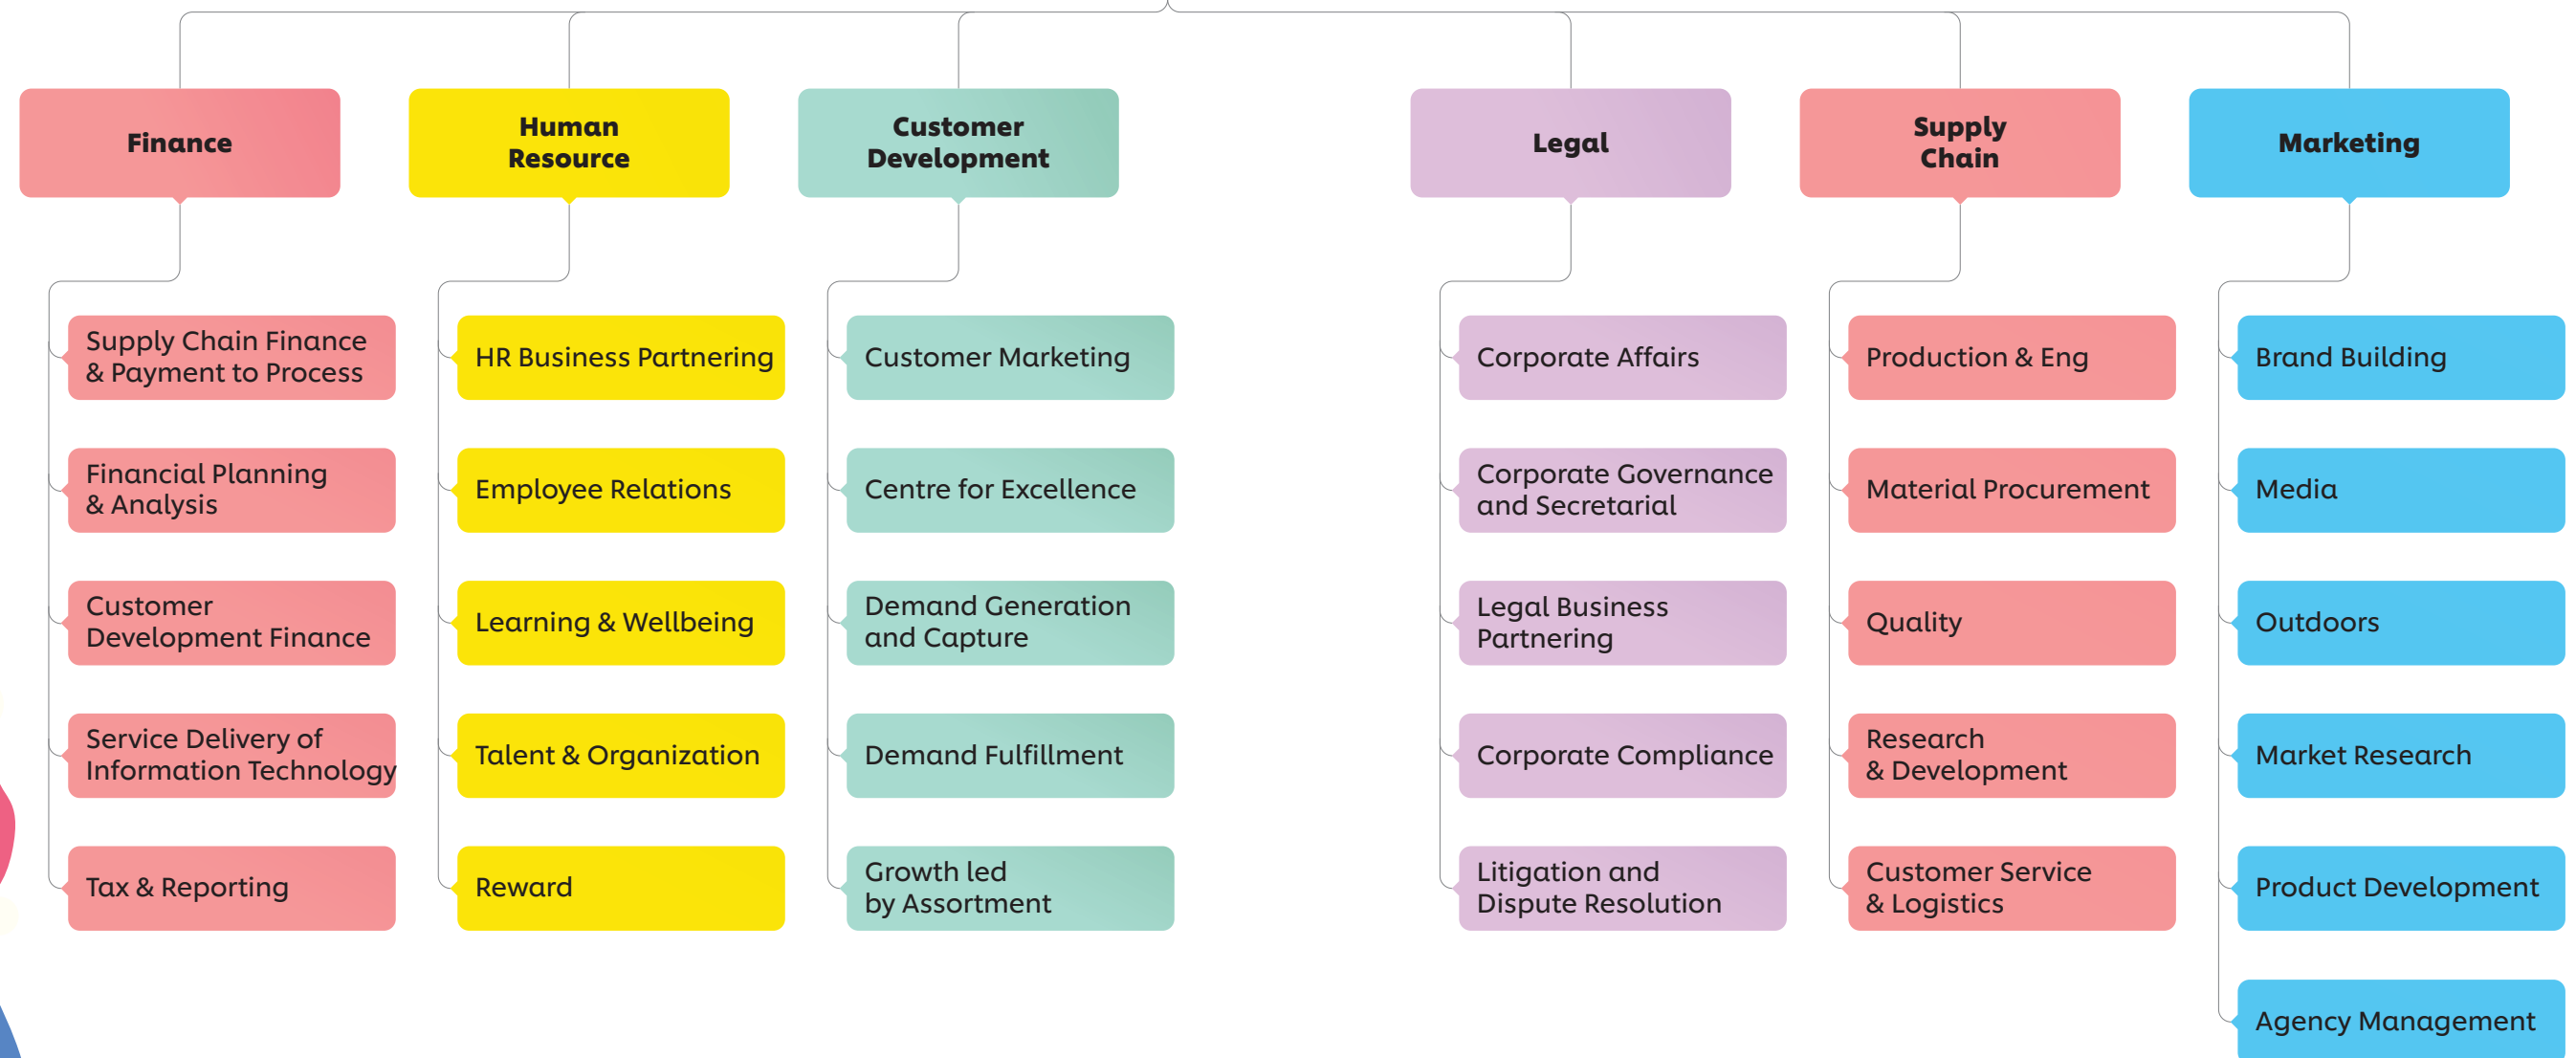 Finance
Human
Resource
Customer
Development
Legal
Supply
Chain
Marketing
Supply Chain Finance
& Payment to Process
Financial Planning
& Analysis
Customer
Development Finance
Service Delivery of
Information Technology
Tax & Reporting
HR Business Partnering
Employee Relations
Learning & Wellbeing
Talent & Organization
Reward
Customer Marketing
Centre for Excellence
Demand Generation
and Capture
Demand Fulfillment
Growth led
by Assortment
Corporate Affairs
Corporate Governance
and Secretarial
Legal Business
Partnering
Corporate Compliance
Litigation and
Dispute Resolution
Production & Eng
Material Procurement
Quality
Research
& Development
Customer Service
& Logistics
Brand Building
Media
Outdoors
Market Research
Product Development
Agency Management